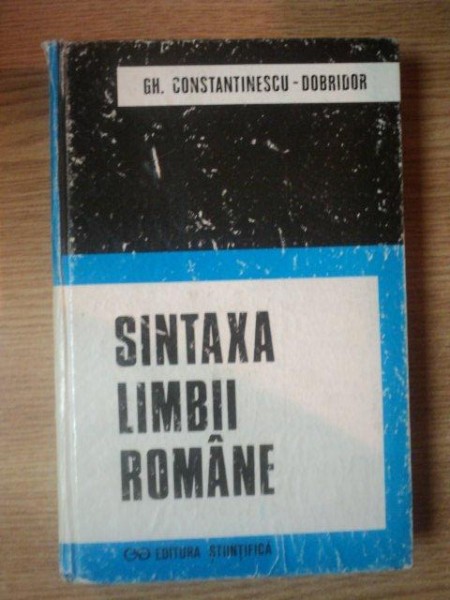 GH. CONSTANTINESCU-DOBRIDOR
SINTAXA
LIMBII
ROMÂNE
EDITURA ȘTIINȚIFICĂ